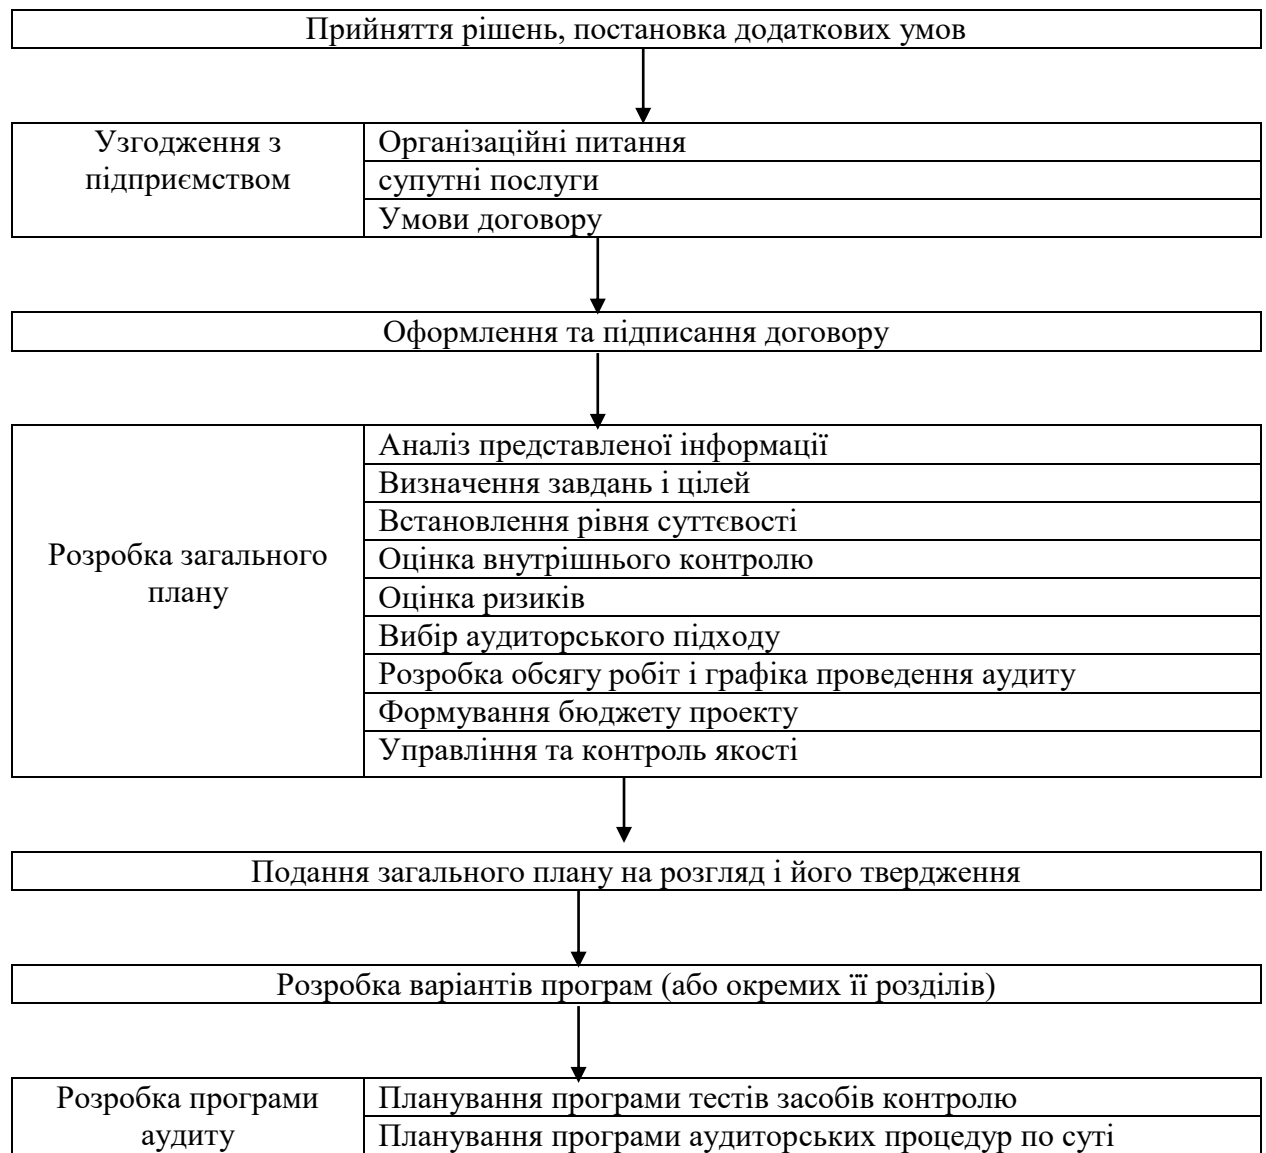 Прийняття рішень, постановка додаткових умов
Узгодження з
підприємством
Організаційні питання
супутні послуги
Умови договору
Оформлення та підписання договору
Розробка загального
плану
Аналіз представленої інформації
Визначення завдань і цілей
Встановлення рівня суттєвості
Оцінка внутрішнього контролю
Оцінка ризиків
Вибір аудиторського підходу
Розробка обсягу робіт і графіка проведення аудиту
Формування бюджету проекту
Управління та контроль якості
Подання загального плану на розгляд і його твердження
Розробка варіантів програм (або окремих її розділів)
Розробка програми
аудиту
Планування програми тестів засобів контролю
Планування програми аудиторських процедур по суті